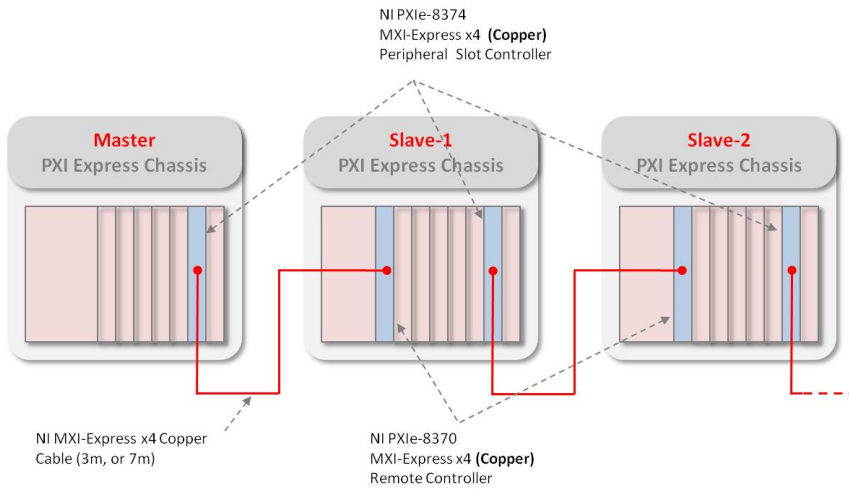 NI PXIe-8374
MXI-Express x4 (Copper)
Peripheral Slot Controller
Master
PXI Express Chassis
Slave-1
PXI Express Chassis
Slave-2
PXI Express Chassis
NI MXI-Express x4 Copper
Cable (3m, or 7m)
NI PXIe-8370
MXI-Express x4 (Copper)
Remote Controller